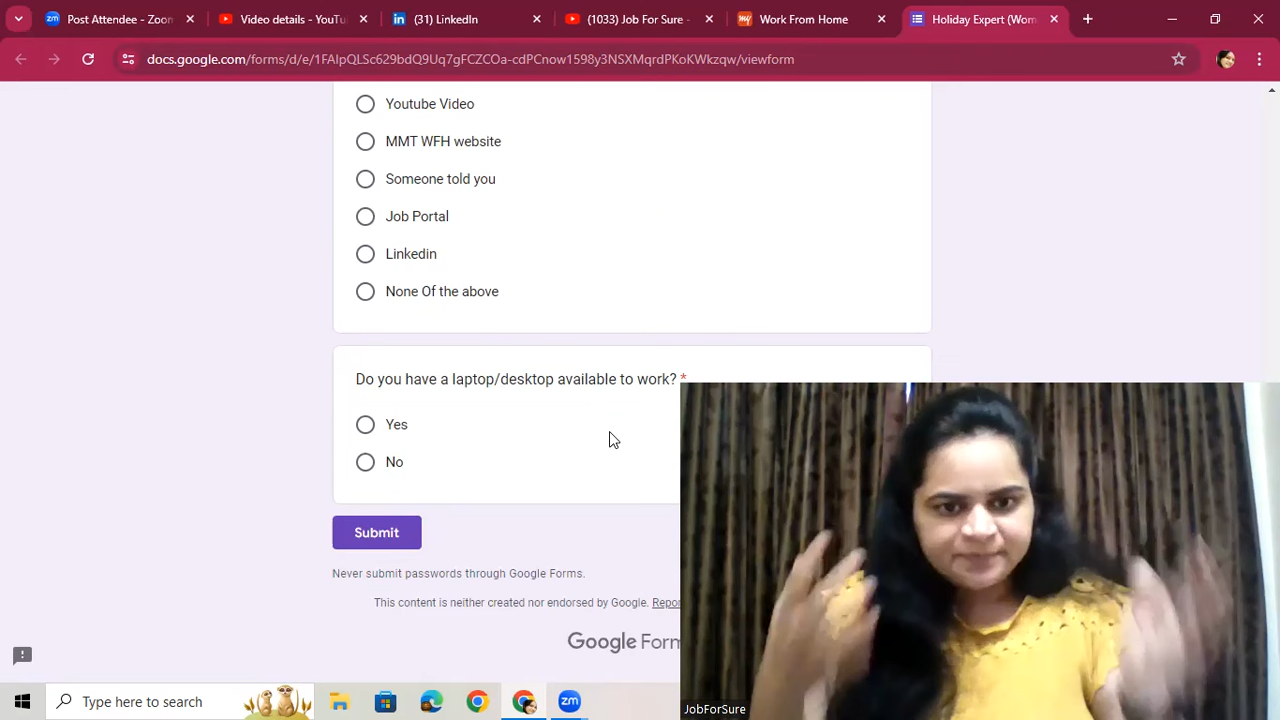 Post Attendee - Zoom
Video details - YouTu
(31) LinkedIn
(1033) Job For Sure -
Work From Home
Holiday Expert (Wom
docs.google.com/forms/d/e/1FAIpQLSc629bdQ9Uq7gFCZCOa-cdPCnow1598y3NSXMqrdPKoKWkzqw/viewform
Youtube Video
MMT WFH website
Someone told you
Job Portal
Linkedin
None Of the above
Do you have a laptop/desktop available to work? *
Yes
No
Submit
Never submit passwords through Google Forms.
This content is neither created nor endorsed by Google. Repor
Google Form
JobForSure
Type here to search
zm